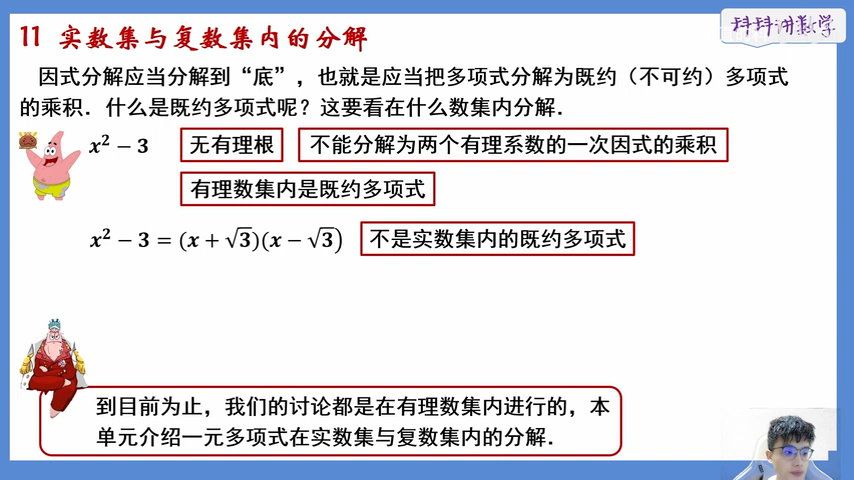 11 实数集与复数集内的分解
科科讲数学
因式分解应当分解到“底”，也就是应当把多项式分解为既约（不可约）多项式
的乘积．什么是既约多项式呢？这要看在什么数集内分解．
x² − 3 无有理根 不能分解为两个有理系数的一次因式的乘积
有理数集内是既约多项式
x² − 3 = (x + √3)(x − √3) 不是实数集内的既约多项式
到目前为止，我们的讨论都是在有理数集内进行的，本
单元介绍一元多项式在实数集与复数集内的分解．